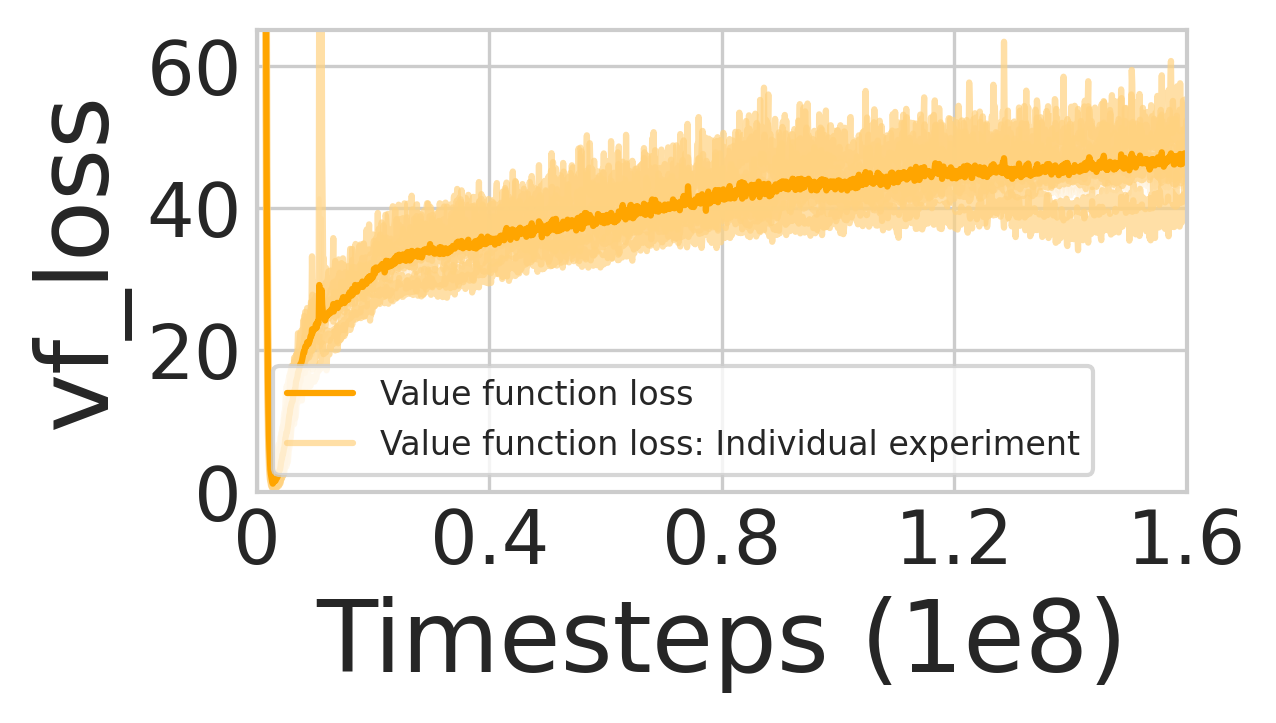 vf_loss
60
40
20
0
Value function loss
Value function loss: Individual experiment
0 0.4 0.8 1.2 1.6
Timesteps (1e8)